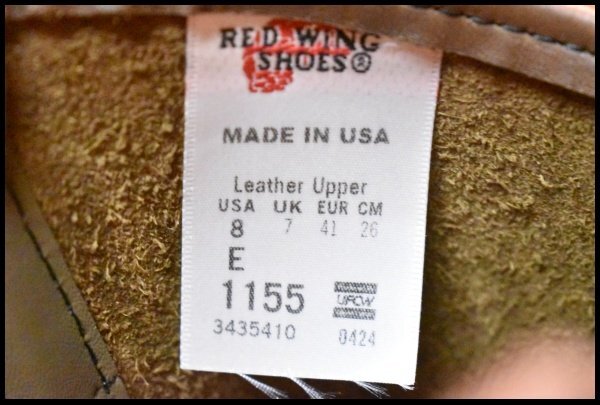 RED WING
SHOES®
MADE IN USA
Leather Upper
USA UK EUR CM
8 7 41 26
E
1155 UFCW
3435410 0424